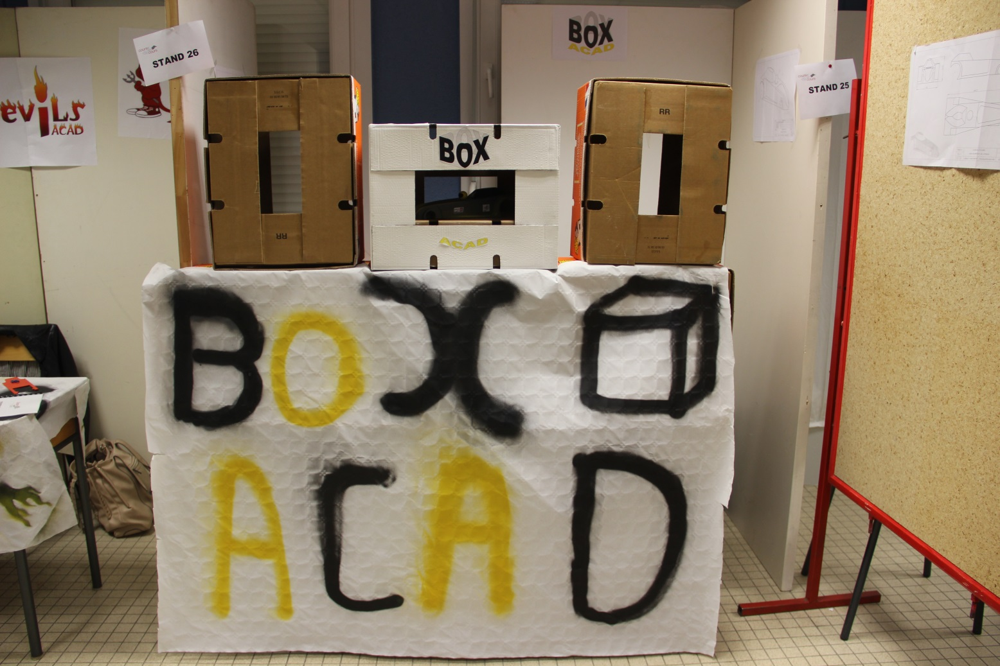 STAND 26
evils
ACAD
BOX
ACAD
STAND 25
RR
RR
BOX
ACAD
BOX
ACAD